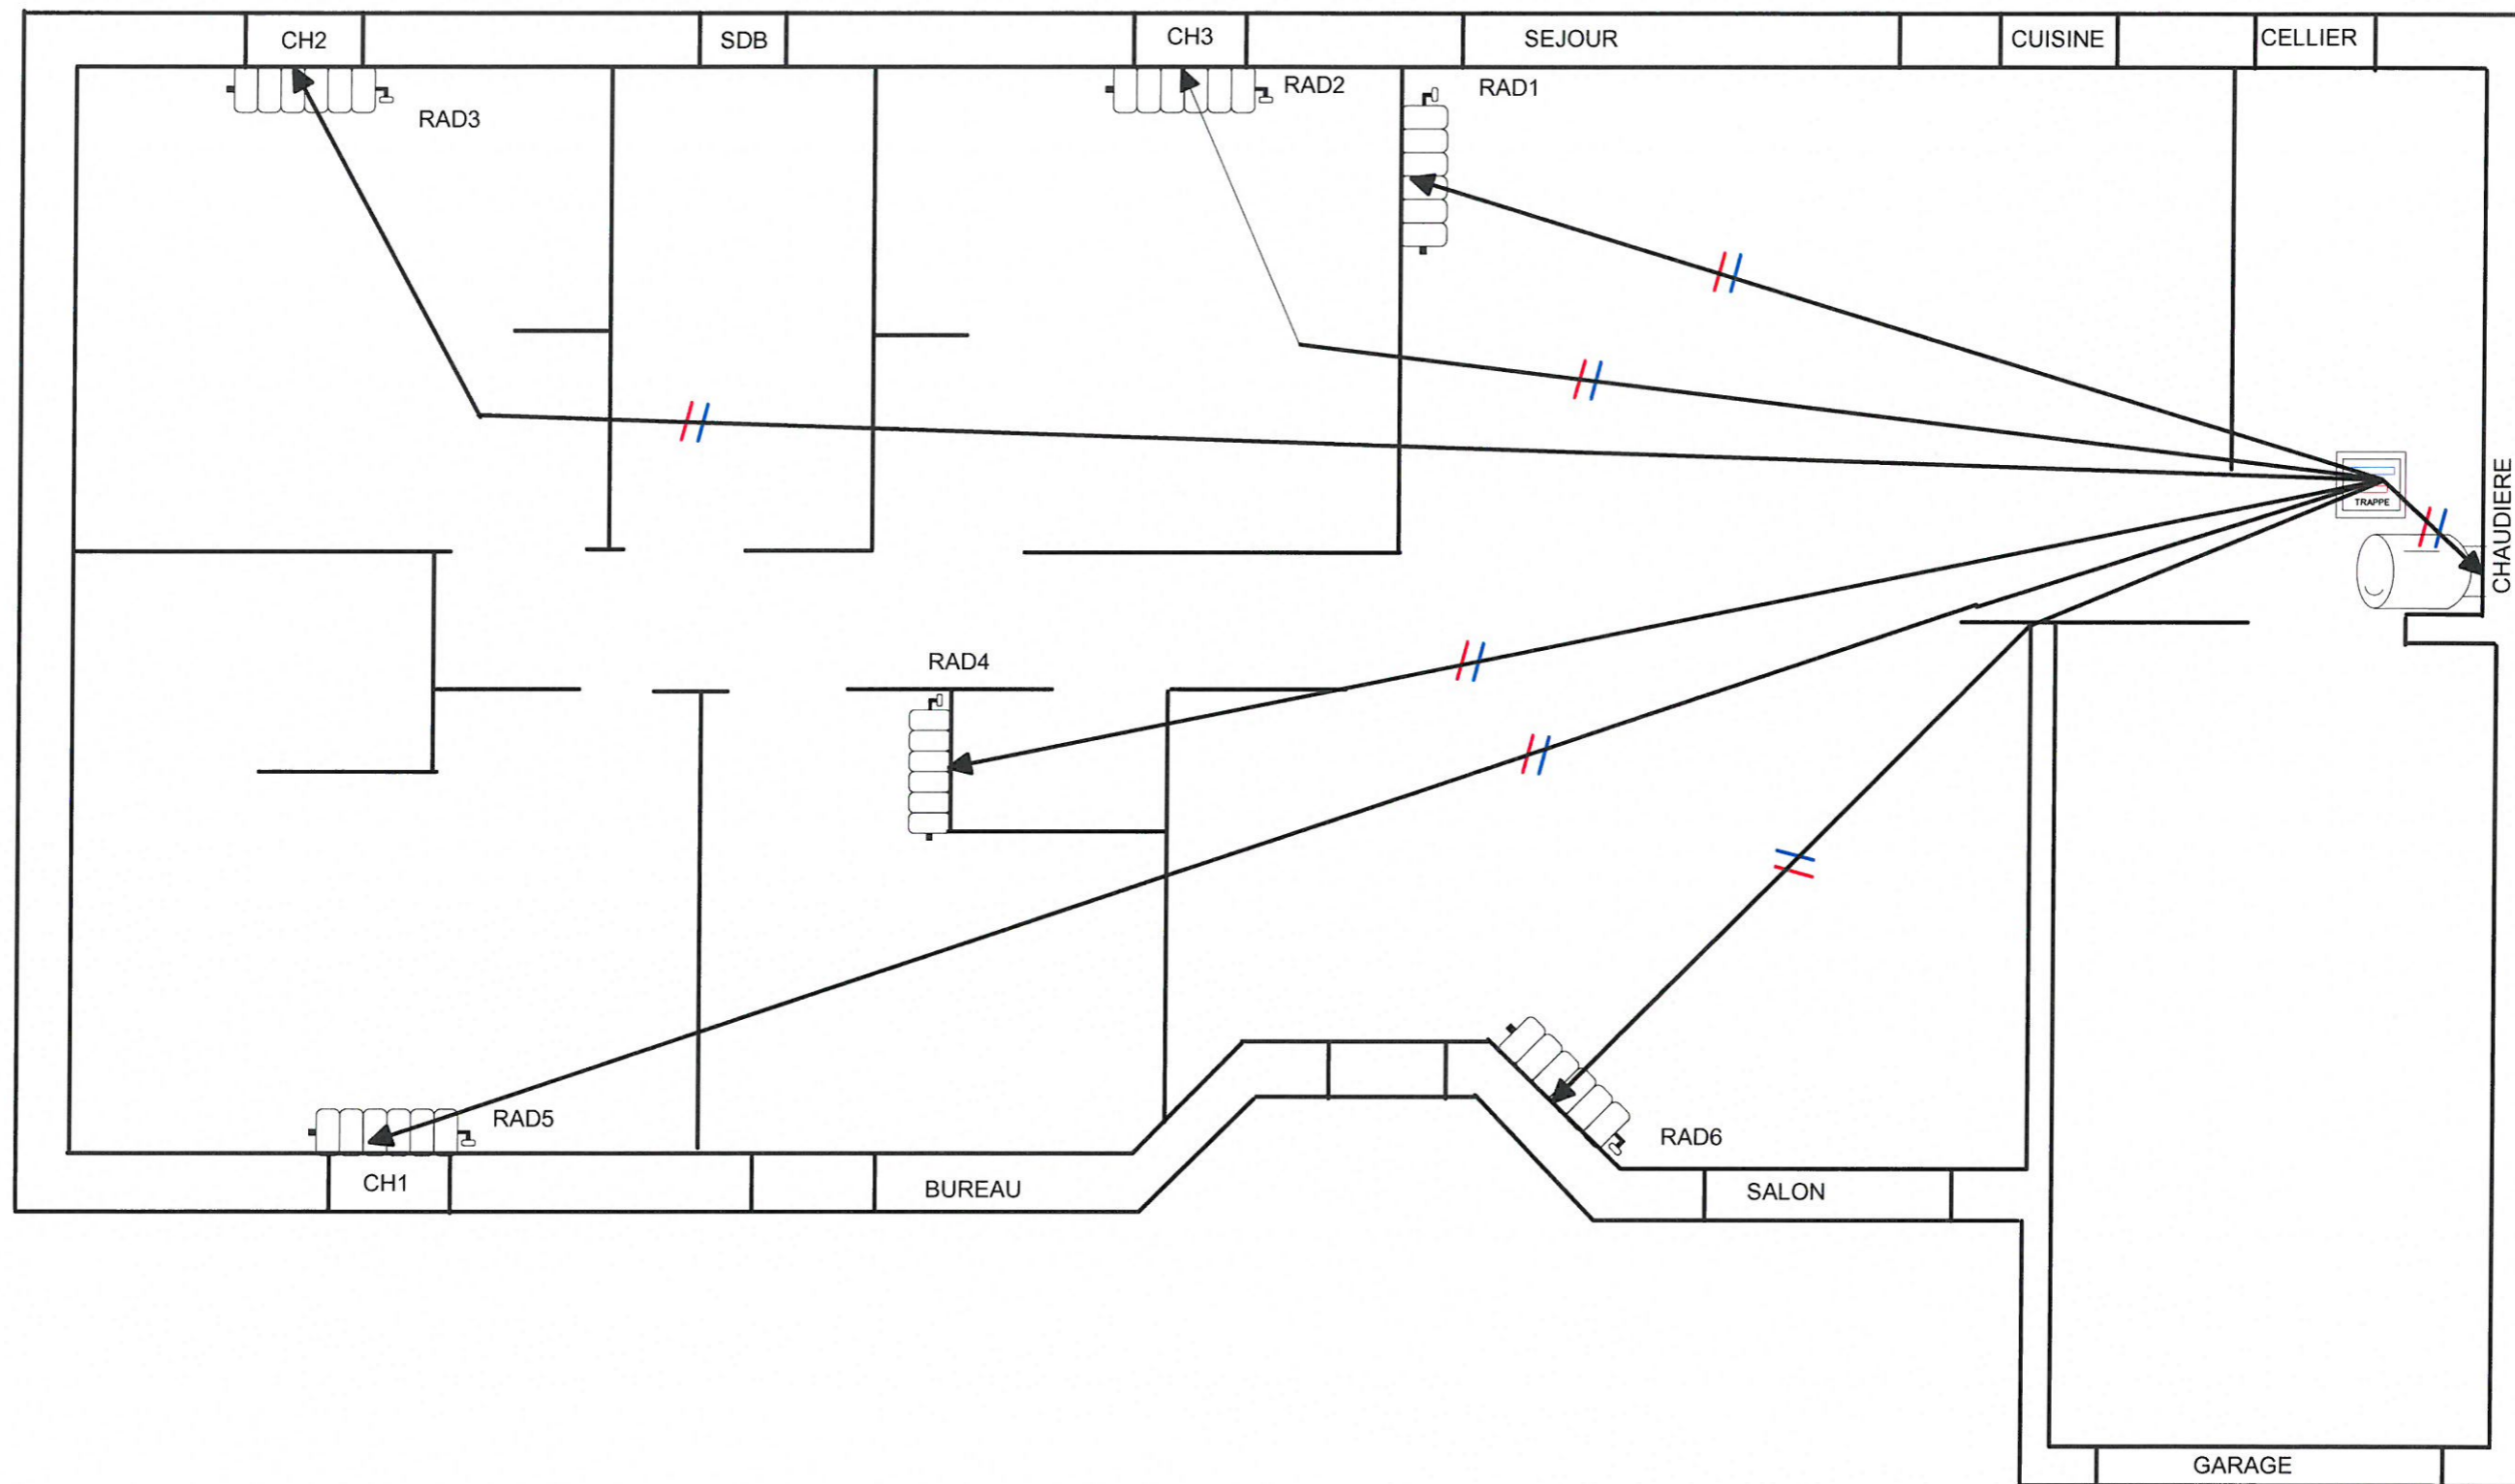 CH2
SDB
CH3
SEJOUR
CUISINE
CELLIER
RAD3
RAD2
RAD1
TRAPPE
CHAUDIERE
RAD4
RAD5
RAD6
CH1
BUREAU
SALON
GARAGE